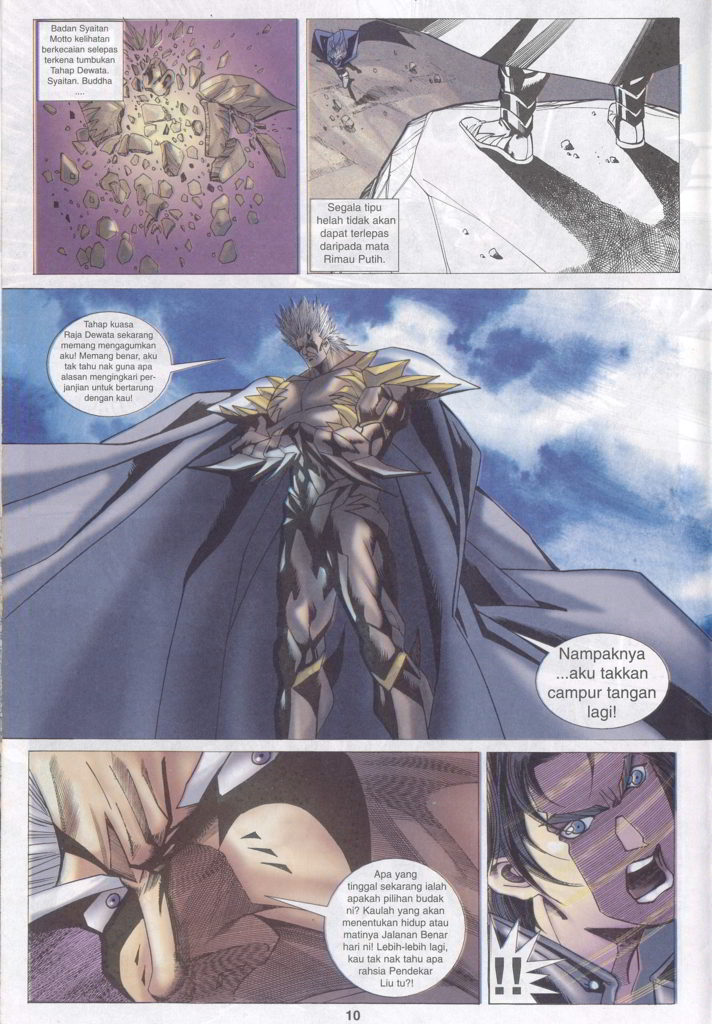 Badan Syaitan
Motto kelihatan
berkecaian selepas
terkena tumbukan
Tahap Dewata.
Syaitan. Buddha
....
Segala tipu
helah tidak akan
dapat terlepas
daripada mata
Rimau Putih.
Tahap kuasa
Raja Dewata sekarang
memang mengagumkan
aku! Memang benar, aku
tak tahu nak guna apa
alasan mengingkari per-
janjian untuk bertarung
dengan kau!
Nampaknya
...aku takkan
campur tangan
lagi!
Apa yang
tinggal sekarang ialah
apakah pilihan budak
ni? Kaulah yang akan
menentukan hidup atau
matinya Jalanan Benar
hari ni! Lebih-lebih lagi,
kau tak nak tahu apa
rahsia Pendekar
Liu tu?!
!!
10